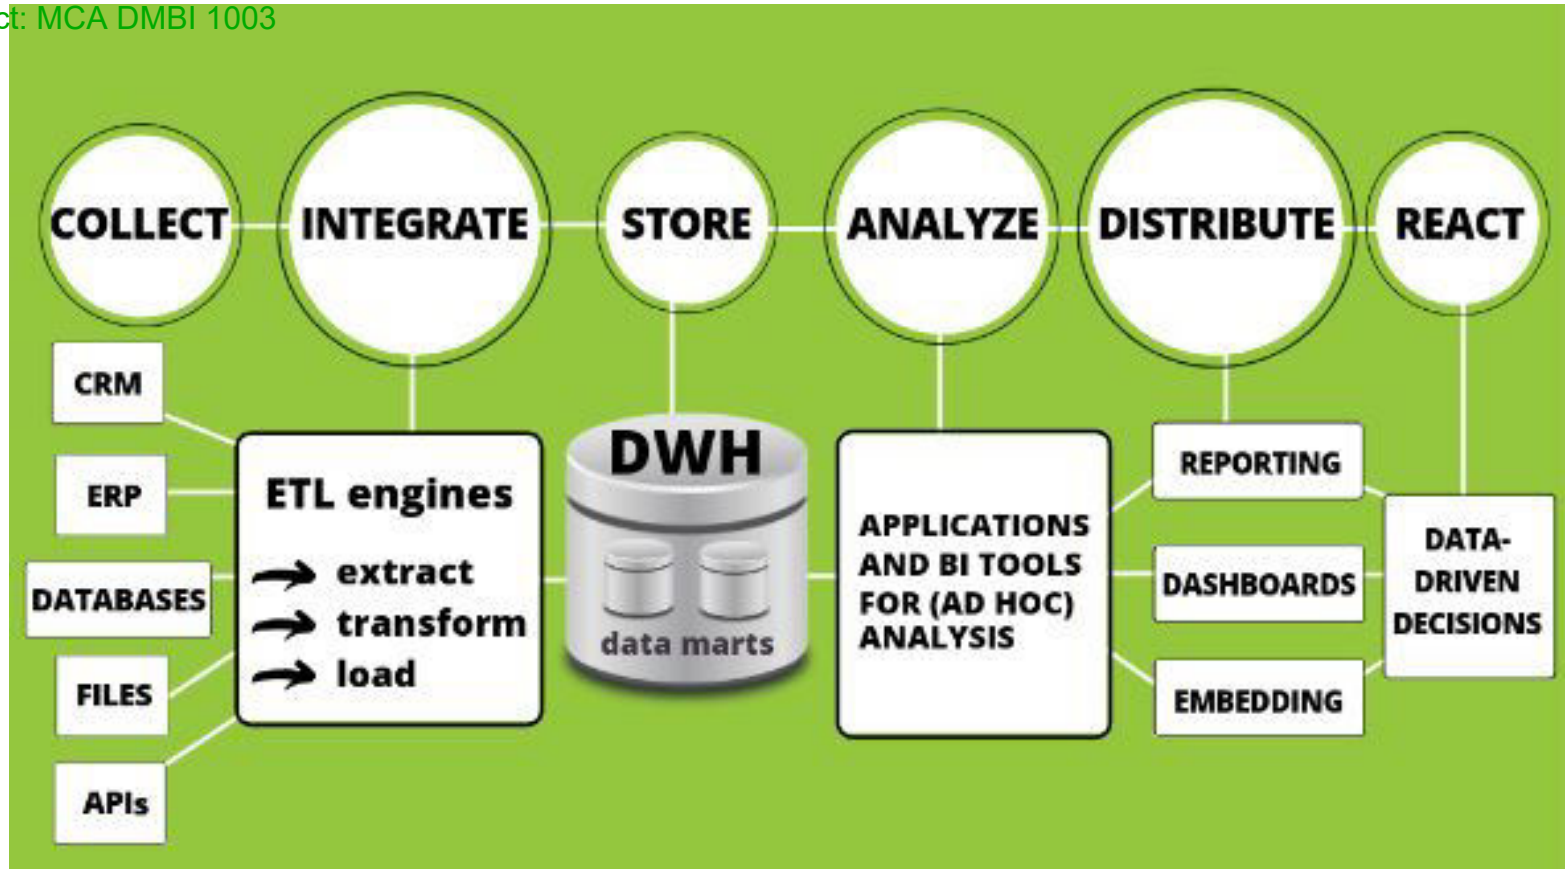 ct: MCA DMBI 1003
COLLECT
INTEGRATE
STORE
ANALYZE
DISTRIBUTE
REACT
CRM
ERP
DATABASES
FILES
APIs
ETL engines
extract
transform
load
DWH
data marts
APPLICATIONS
AND BI TOOLS
FOR (AD HOC)
ANALYSIS
REPORTING
DASHBOARDS
EMBEDDING
DATA-
DRIVEN
DECISIONS